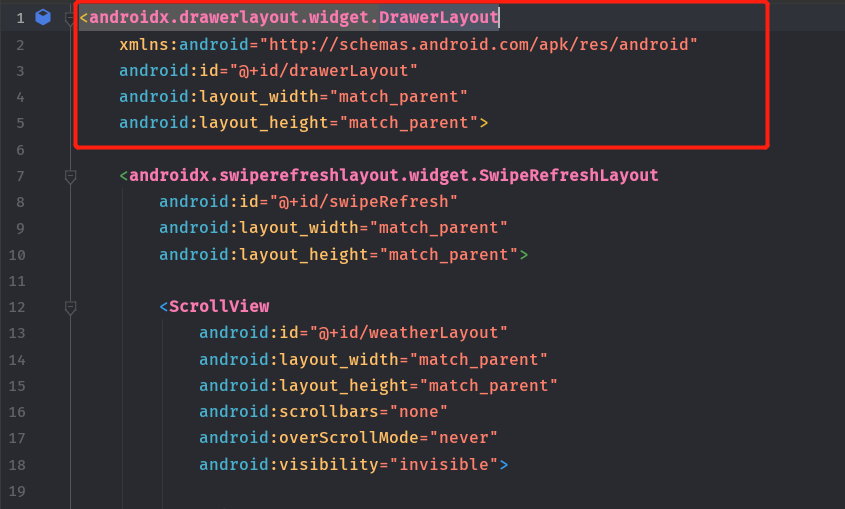 1 <androidx.drawerlayout.widget.DrawerLayout
2 xmlns:android="http://schemas.android.com/apk/res/android"
3 android:id="@+id/drawerLayout"
4 android:layout_width="match_parent"
5 android:layout_height="match_parent">
6
7 <androidx.swiperefreshlayout.widget.SwipeRefreshLayout
8 android:id="@+id/swipeRefresh"
9 android:layout_width="match_parent"
10 android:layout_height="match_parent">
11
12 <ScrollView
13 android:id="@+id/weatherLayout"
14 android:layout_width="match_parent"
15 android:layout_height="match_parent"
16 android:scrollbars="none"
17 android:overScrollMode="never"
18 android:visibility="invisible">
19